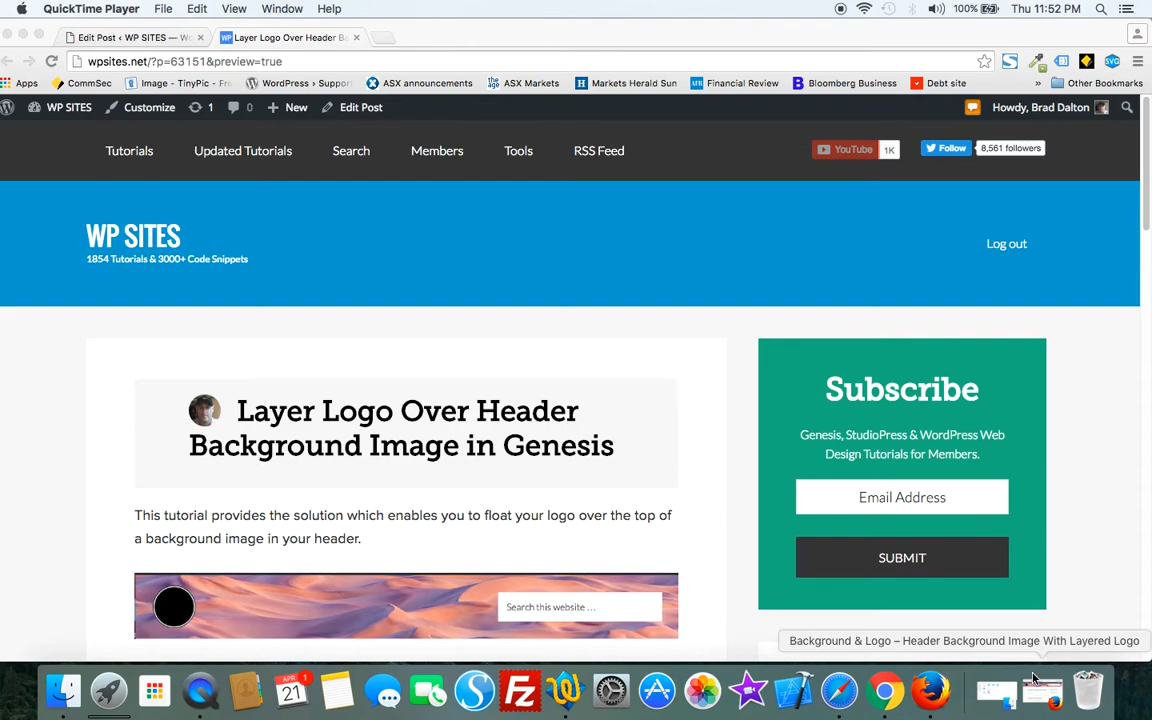 QuickTime Player File Edit View Window Help 100% Thu 11:52 PM
Edit Post ‹ WP SITES — Wo WP Layer Logo Over Header B
wpsites.net/?p=63151&preview=true
Apps CommSec Image - TinyPic - Fre WordPress › Support ASX announcements ASX Markets Markets Herald Sun Financial Review Bloomberg Business Debt site » Other Bookmarks
WP SITES Customize 1 0 New Edit Post Howdy, Brad Dalton
Tutorials Updated Tutorials Search Members Tools RSS Feed YouTube 1K Follow 8,561 followers
WP SITES
1854 Tutorials & 3000+ Code Snippets
Log out
Layer Logo Over Header
Background Image in Genesis
This tutorial provides the solution which enables you to float your logo over the top of
a background image in your header.
Search this website ...
Subscribe
Genesis, StudioPress & WordPress Web
Design Tutorials for Members.
Email Address
SUBMIT
Background & Logo – Header Background Image With Layered Logo
APR 1
21